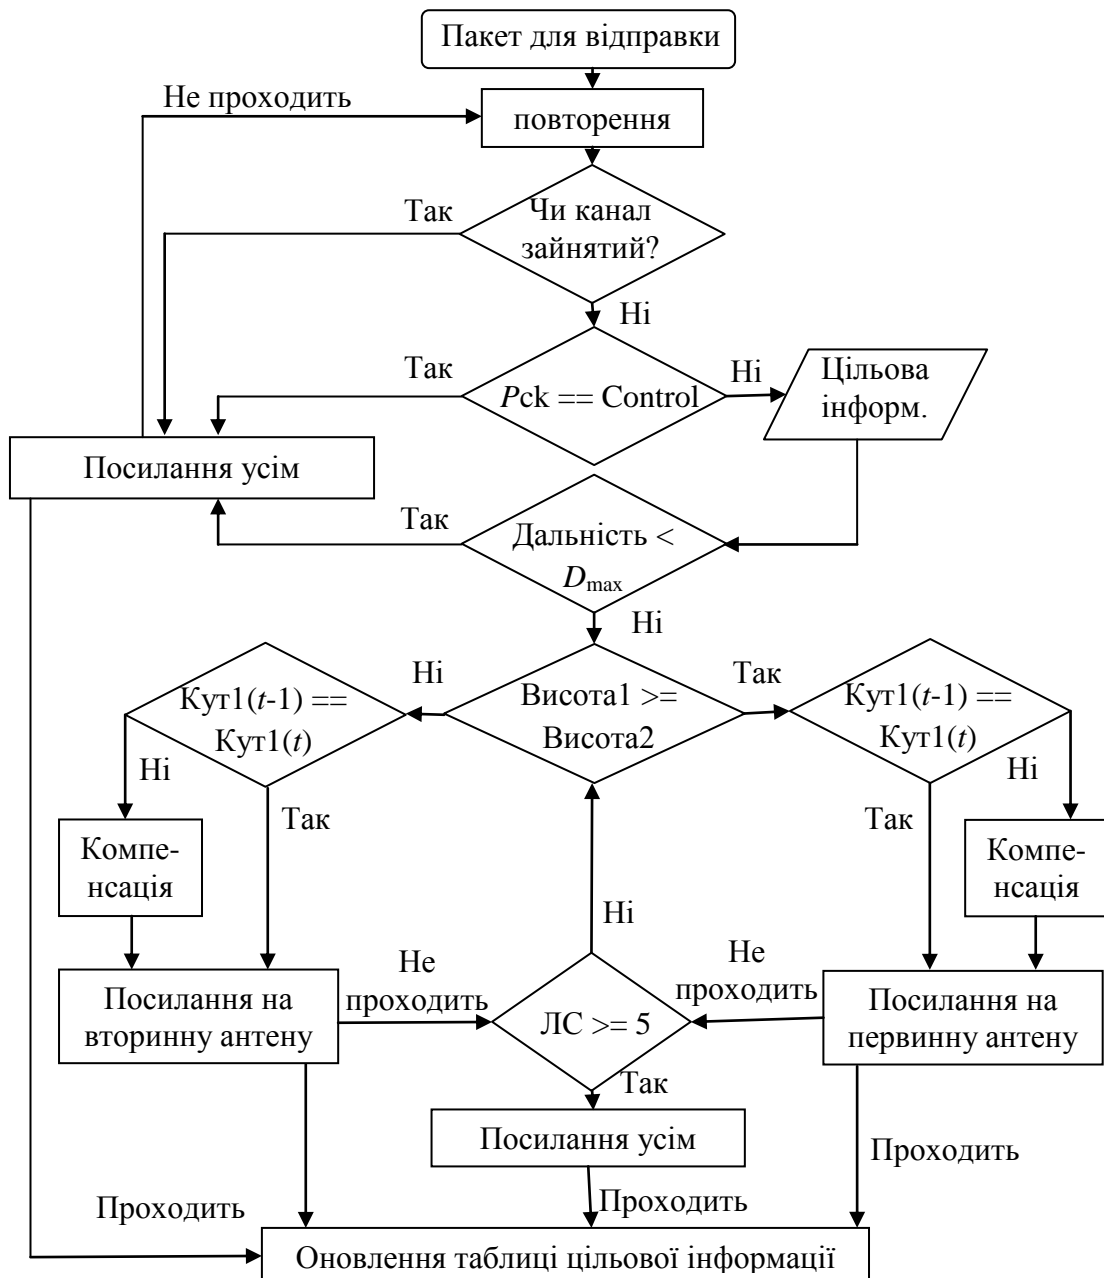 Пакет для відправки
Не проходить
повторення
Так
Чи канал
зайнятий?
Ні
Так
Pck == Control
Ні
Цільова
інформ.
Посилання усім
Так
Дальність <
Dmax
Ні
Кут1(t-1) ==
Кут1(t)
Ні
Висота1 >=
Висота2
Так
Кут1(t-1) ==
Кут1(t)
Ні
Так
Ні
Так
Компе-
нсація
Компе-
нсація
Ні
Посилання на
вторинну антену
Не
проходить
ЛС >= 5
Не
проходить
Посилання на
первинну антену
Так
Посилання усім
Проходить
Проходить
Проходить
Оновлення таблиці цільової інформації